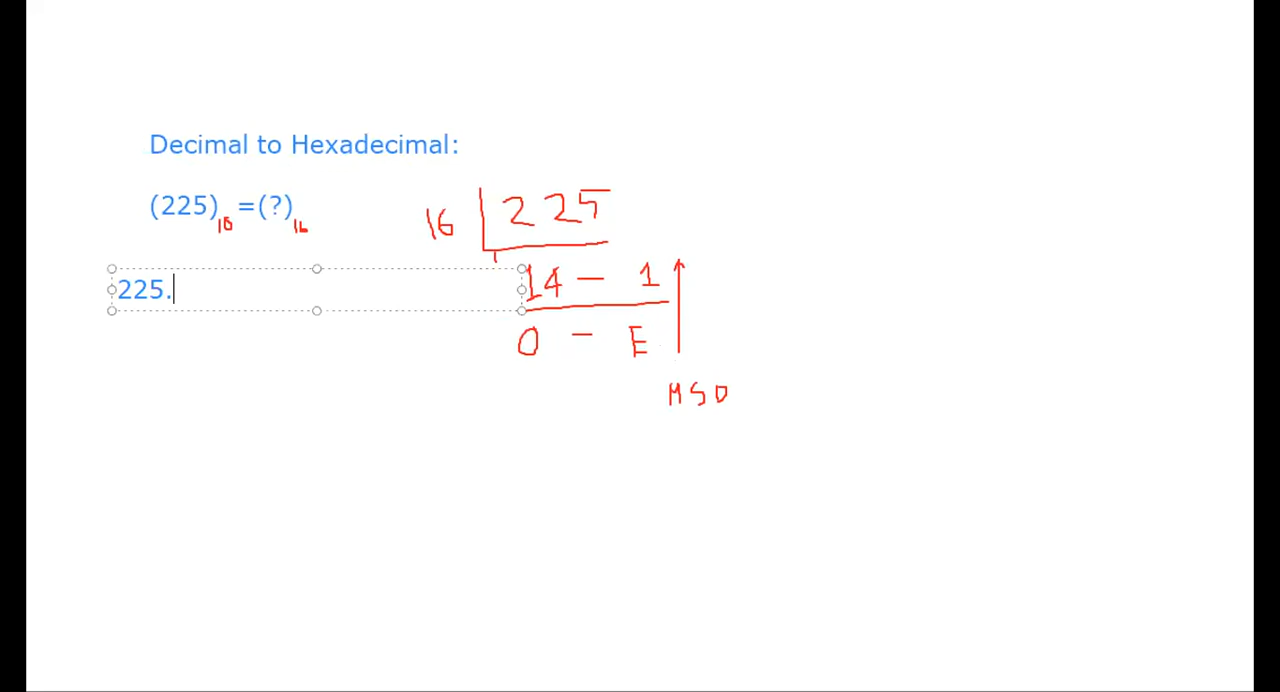 Decimal to Hexadecimal:
(225)10 =(?)16
16 225
225.
14 - 1
0 - E
MSD